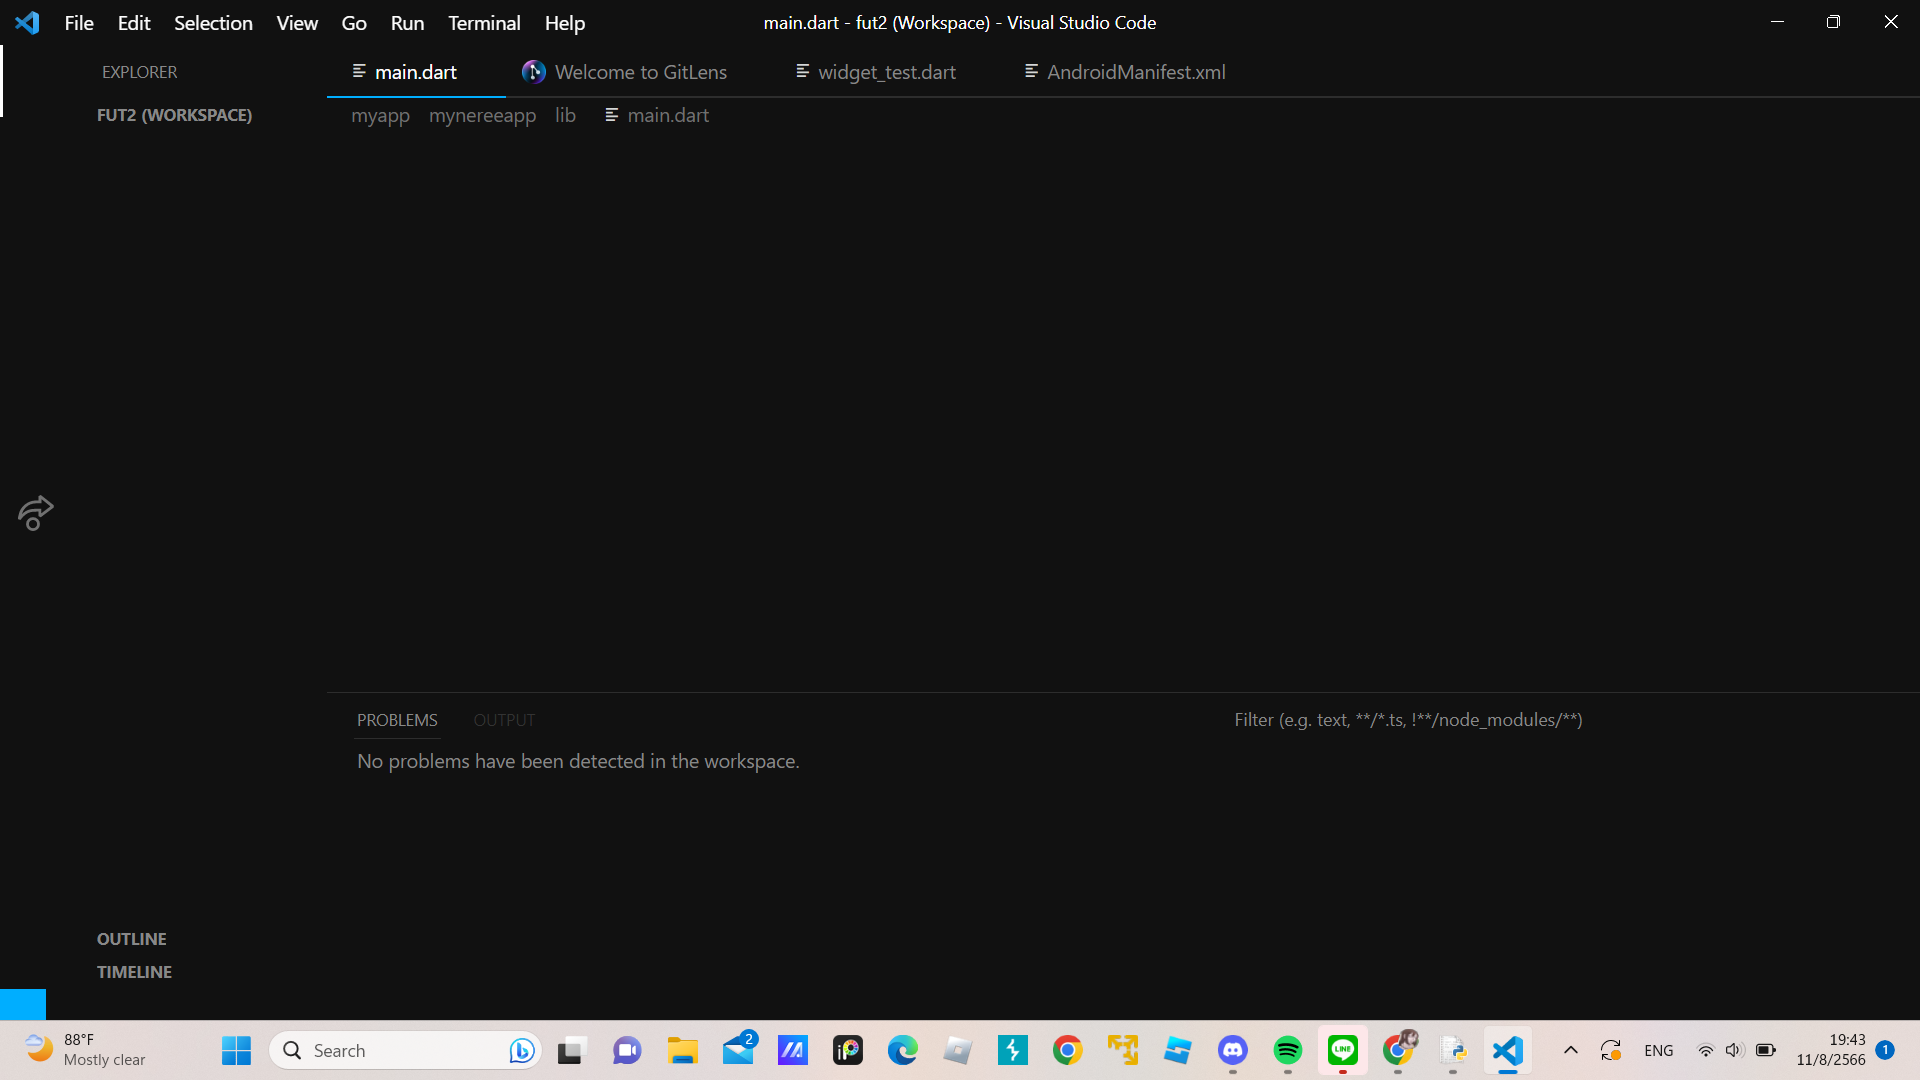 File Edit Selection View Go Run Terminal Help
main.dart - fut2 (Workspace) - Visual Studio Code
EXPLORER
main.dart
Welcome to GitLens
widget_test.dart
AndroidManifest.xml
FUT2 (WORKSPACE)
myapp mynereeapp lib main.dart
PROBLEMS OUTPUT
Filter (e.g. text, **/*.ts, !**/node_modules/**)
No problems have been detected in the workspace.
OUTLINE
TIMELINE
88°F
Mostly clear
Search
2
iP
LINE
ENG
19:43
11/8/2566
1